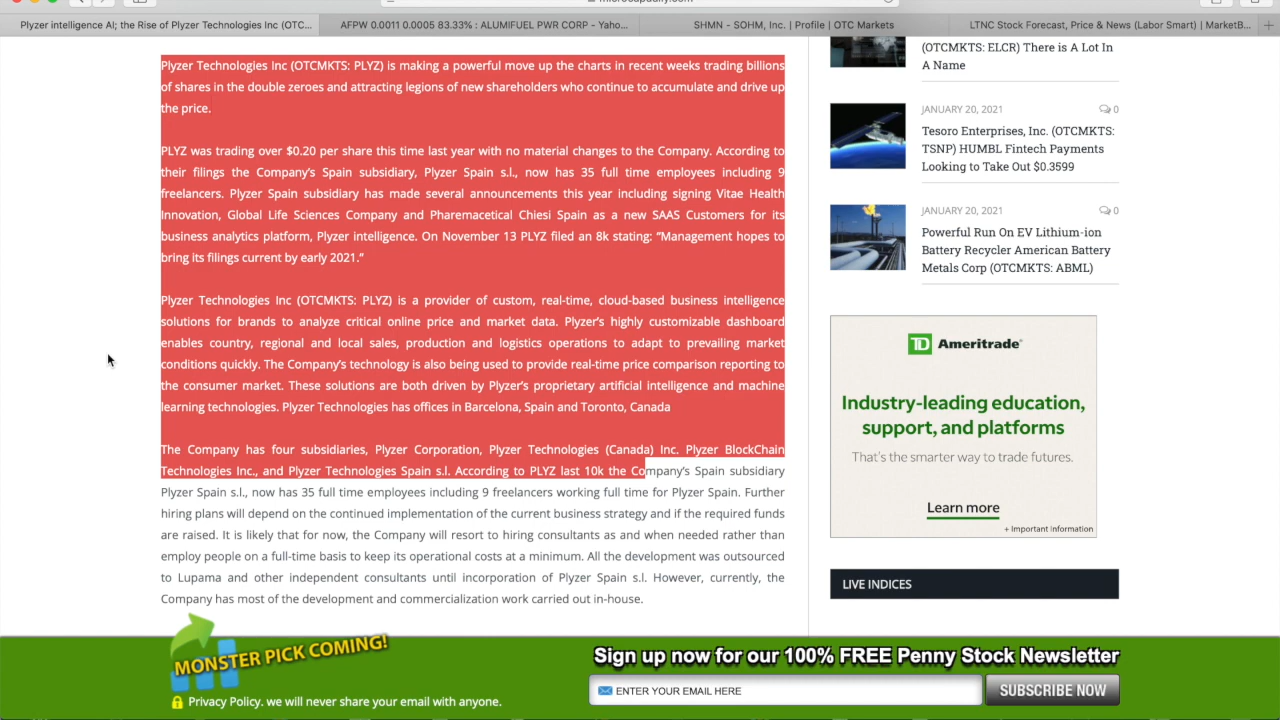 Plyzer intelligence AI; the Rise of Plyzer Technologies Inc (OTC...
AFPW 0.0011 0.0005 83.33% : ALUMIFUEL PWR CORP - Yaho...
SHMN - SOHM, Inc. | Profile | OTC Markets
LTNC Stock Forecast, Price & News (Labor Smart) | MarketB...
Plyzer Technologies Inc (OTCMKTS: PLYZ) is making a powerful move up the charts in recent weeks trading billions
of shares in the double zeroes and attracting legions of new shareholders who continue to accumulate and drive up
the price.
PLYZ was trading over $0.20 per share this time last year with no material changes to the Company. According to
their filings the Company's Spain subsidiary, Plyzer Spain s.l., now has 35 full time employees including 9
freelancers. Plyzer Spain subsidiary has made several announcements this year including signing Vitae Health
Innovation, Global Life Sciences Company and Pharemacetical Chiesi Spain as a new SAAS Customers for its
business analytics platform, Plyzer intelligence. On November 13 PLYZ filed an 8k stating: "Management hopes to
bring its filings current by early 2021."
Plyzer Technologies Inc (OTCMKTS: PLYZ) is a provider of custom, real-time, cloud-based business intelligence
solutions for brands to analyze critical online price and market data. Plyzer's highly customizable dashboard
enables country, regional and local sales, production and logistics operations to adapt to prevailing market
conditions quickly. The Company's technology is also being used to provide real-time price comparison reporting to
the consumer market. These solutions are both driven by Plyzer's proprietary artificial intelligence and machine
learning technologies. Plyzer Technologies has offices in Barcelona, Spain and Toronto, Canada
The Company has four subsidiaries, Plyzer Corporation, Plyzer Technologies (Canada) Inc. Plyzer BlockChain
Technologies Inc., and Plyzer Technologies Spain s.l. According to PLYZ last 10k the Company's Spain subsidiary
Plyzer Spain s.l., now has 35 full time employees including 9 freelancers working full time for Plyzer Spain. Further
hiring plans will depend on the continued implementation of the current business strategy and if the required funds
are raised. It is likely that for now, the Company will resort to hiring consultants as and when needed rather than
employ people on a full-time basis to keep its operational costs at a minimum. All the development was outsourced
to Lupama and other independent consultants until incorporation of Plyzer Spain s.l. However, currently, the
Company has most of the development and commercialization work carried out in-house.
(OTCMKTS: ELCR) There is A Lot In
A Name
JANUARY 20, 2021 0
Tesoro Enterprises, Inc. (OTCMKTS:
TSNP) HUMBL Fintech Payments
Looking to Take Out $0.3599
JANUARY 20, 2021 0
Powerful Run On EV Lithium-ion
Battery Recycler American Battery
Metals Corp (OTCMKTS: ABML)
TD Ameritrade
Industry-leading education,
support, and platforms
That's the smarter way to trade futures.
Learn more
+ Important Information
LIVE INDICES
MONSTER PICK COMING!
Privacy Policy. we will never share your email with anyone.
Sign up now for our 100% FREE Penny Stock Newsletter
ENTER YOUR EMAIL HERE
SUBSCRIBE NOW